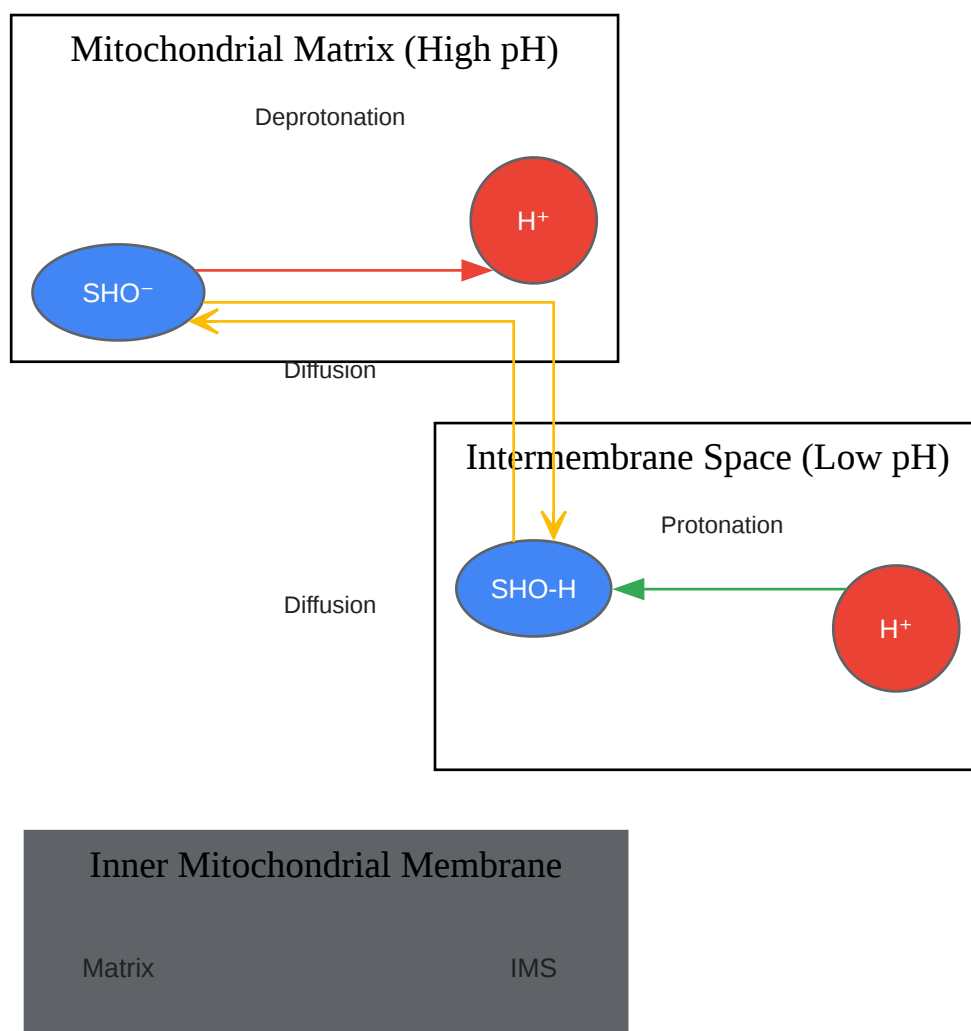 Mitochondrial Matrix (High pH)
Deprotonation
H⁺
SHO⁻
Diffusion
Intermembrane Space (Low pH)
Protonation
SHO-H
Diffusion
H⁺
Inner Mitochondrial Membrane
Matrix
IMS